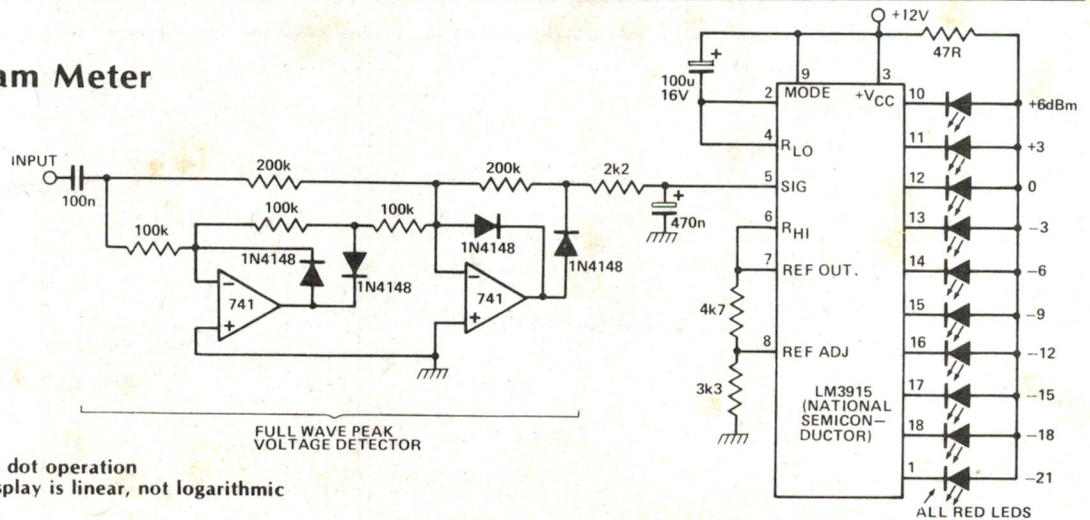 am Meter
+12V
47R
100u
16V
+
9
3
MODE
+VCC
2
4
RLO
5
SIG
6
RHI
7
REF OUT.
8
REF ADJ
LM3915
(NATIONAL
SEMICON–
DUCTOR)
10
+6dBm
11
+3
12
0
13
–3
14
–6
15
–9
16
–12
17
–15
18
–18
1
–21
ALL RED LEDS
INPUT
100n
200k
200k
2k2
+
470n
100k
100k
100k
1N4148
1N4148
1N4148
1N4148
–
741
+
–
741
+
4k7
3k3
FULL WAVE PEAK
VOLTAGE DETECTOR
dot operation
splay is linear, not logarithmic